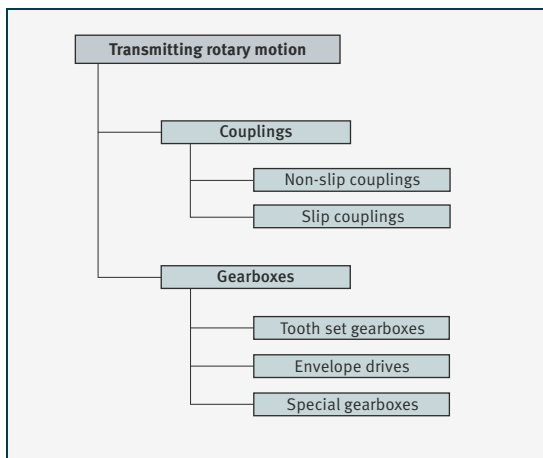 Transmitting rotary motion
Couplings
Non-slip couplings
Slip couplings
Gearboxes
Tooth set gearboxes
Envelope drives
Special gearboxes